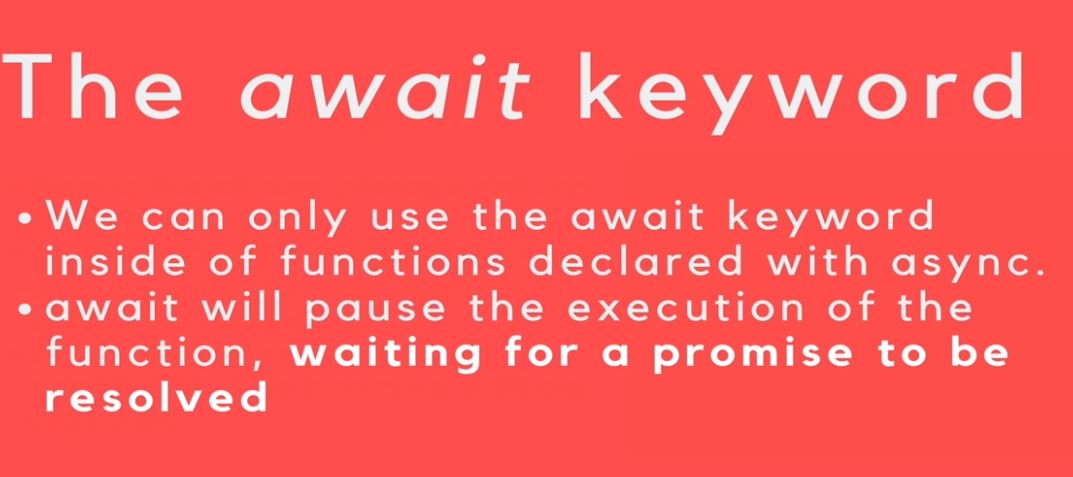 The await keyword
• We can only use the await keyword
inside of functions declared with async.
• await will pause the execution of the
function, waiting for a promise to be
resolved